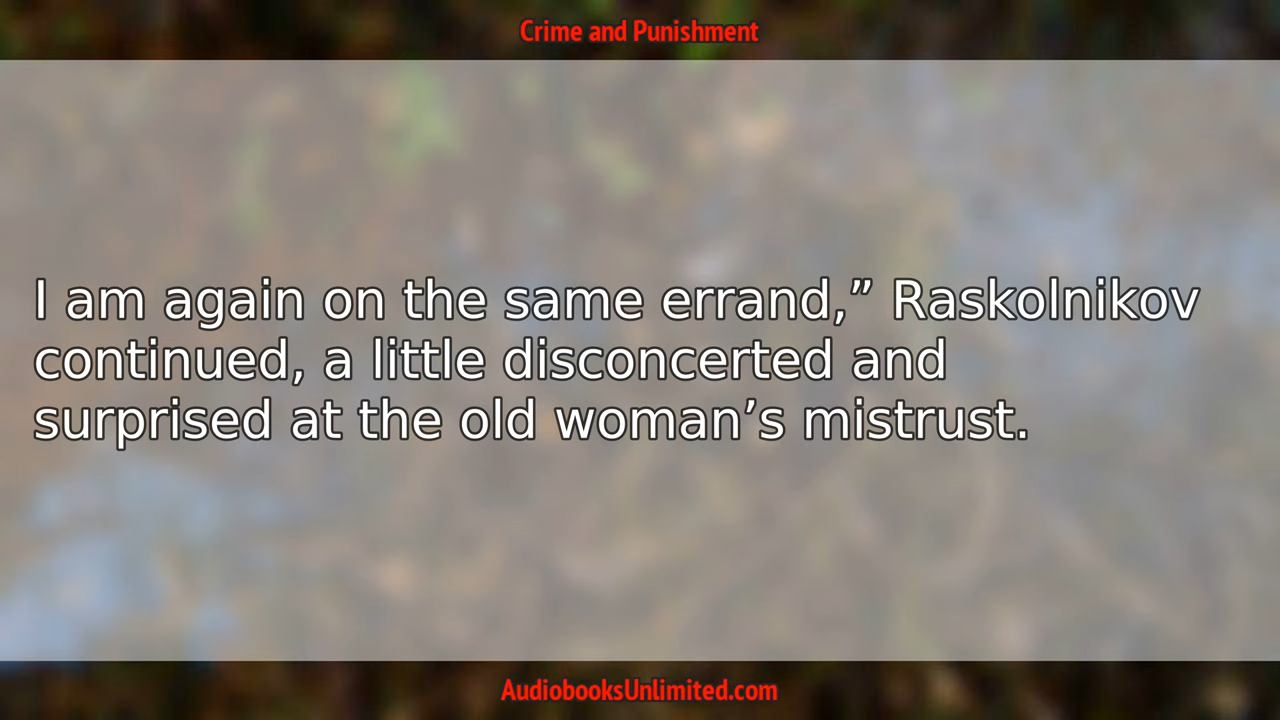 Crime and Punishment
I am again on the same errand,” Raskolnikov
continued, a little disconcerted and
surprised at the old woman’s mistrust.
AudiobooksUnlimited.com